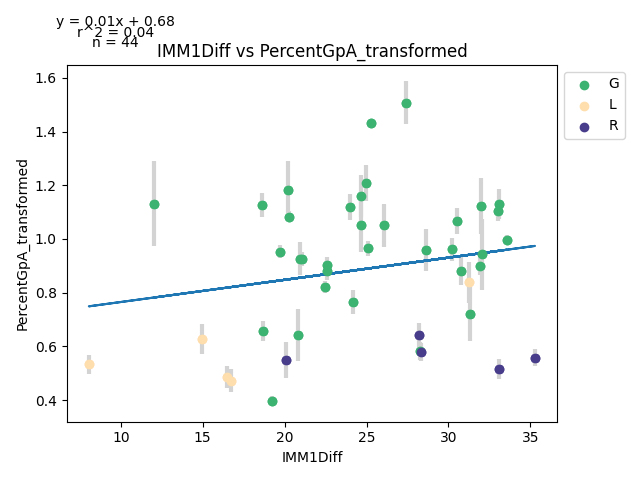 y = 0.01x + 0.68
r^2 = 0.04
n = 44
IMM1Diff vs PercentGpA_transformed
G
L
R
PercentGpA_transformed
1.6
1.4
1.2
1.0
0.8
0.6
0.4
10 15 20 25 30 35
IMM1Diff